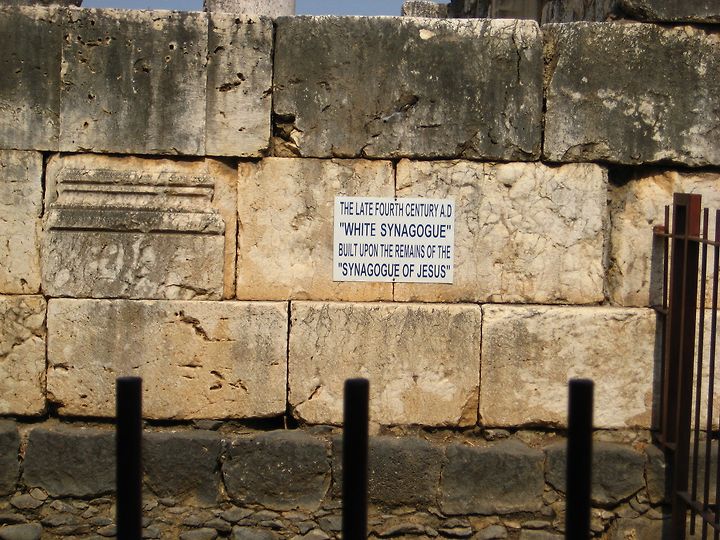 THE LATE FOURTH CENTURY A.D
"WHITE SYNAGOGUE"
BUILT UPON THE REMAINS OF THE
"SYNAGOGUE OF JESUS"